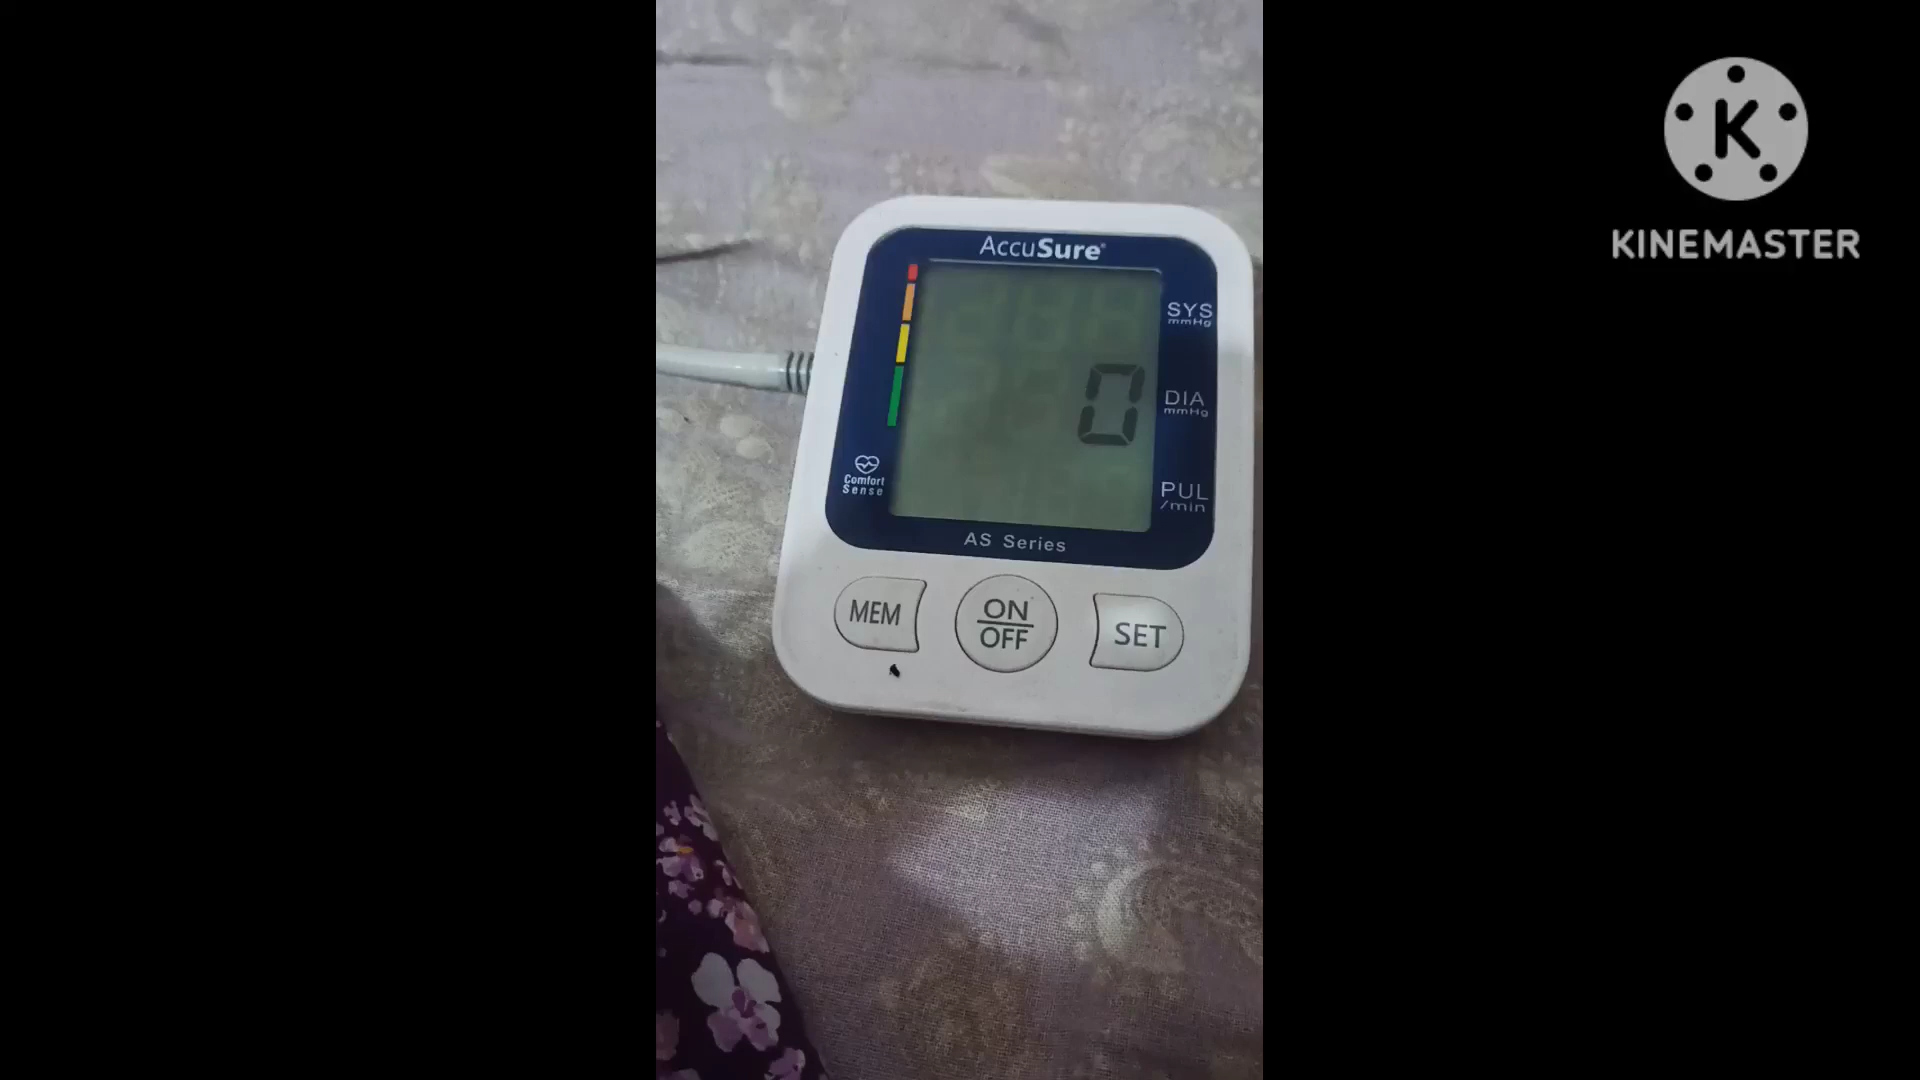 AccuSure
SYS
mmHg
0
DIA
mmHg
PUL
/min
Comfort
Sense
AS Series
MEM
ON
OFF
SET
K
KINEMASTER